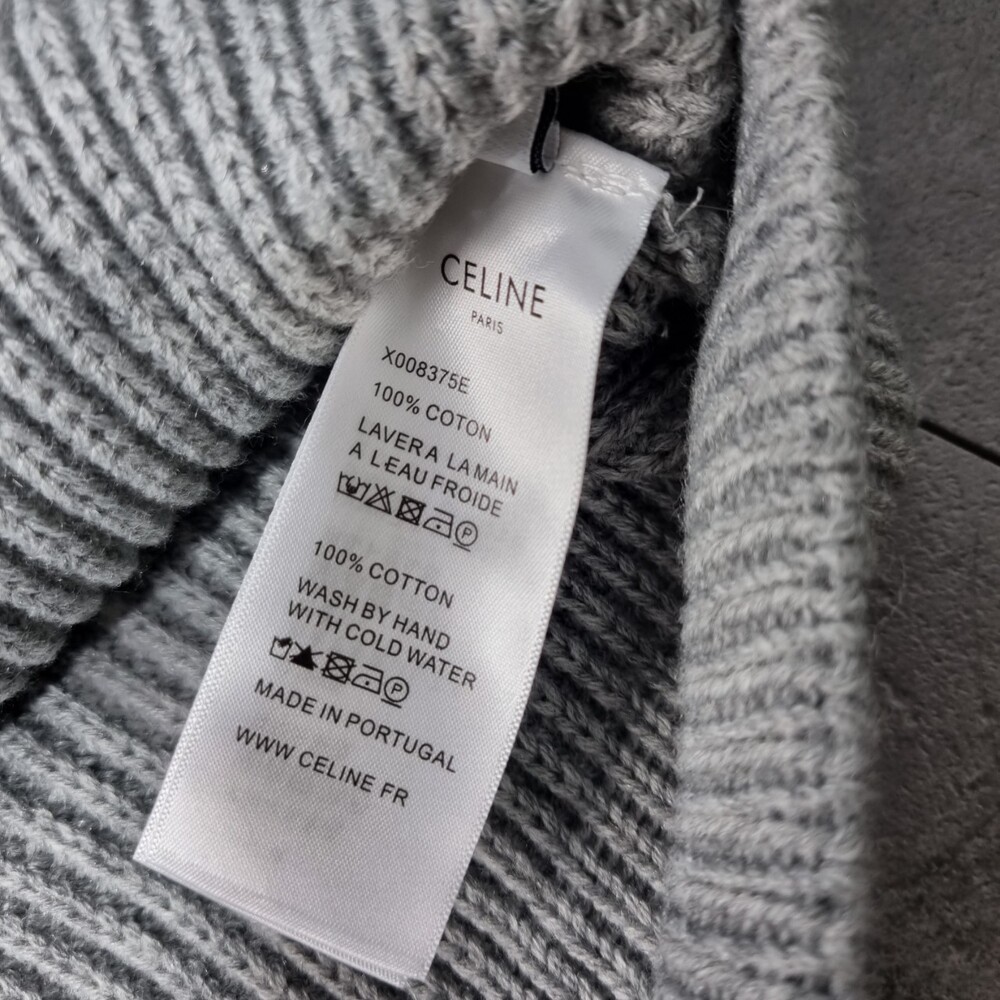 CELINE
PARIS
X008375E
100% COTON
LAVER A LA MAIN
A L'EAU FROIDE
P
100% COTTON
WASH BY HAND
WITH COLD WATER
P
MADE IN PORTUGAL
WWW CELINE FR